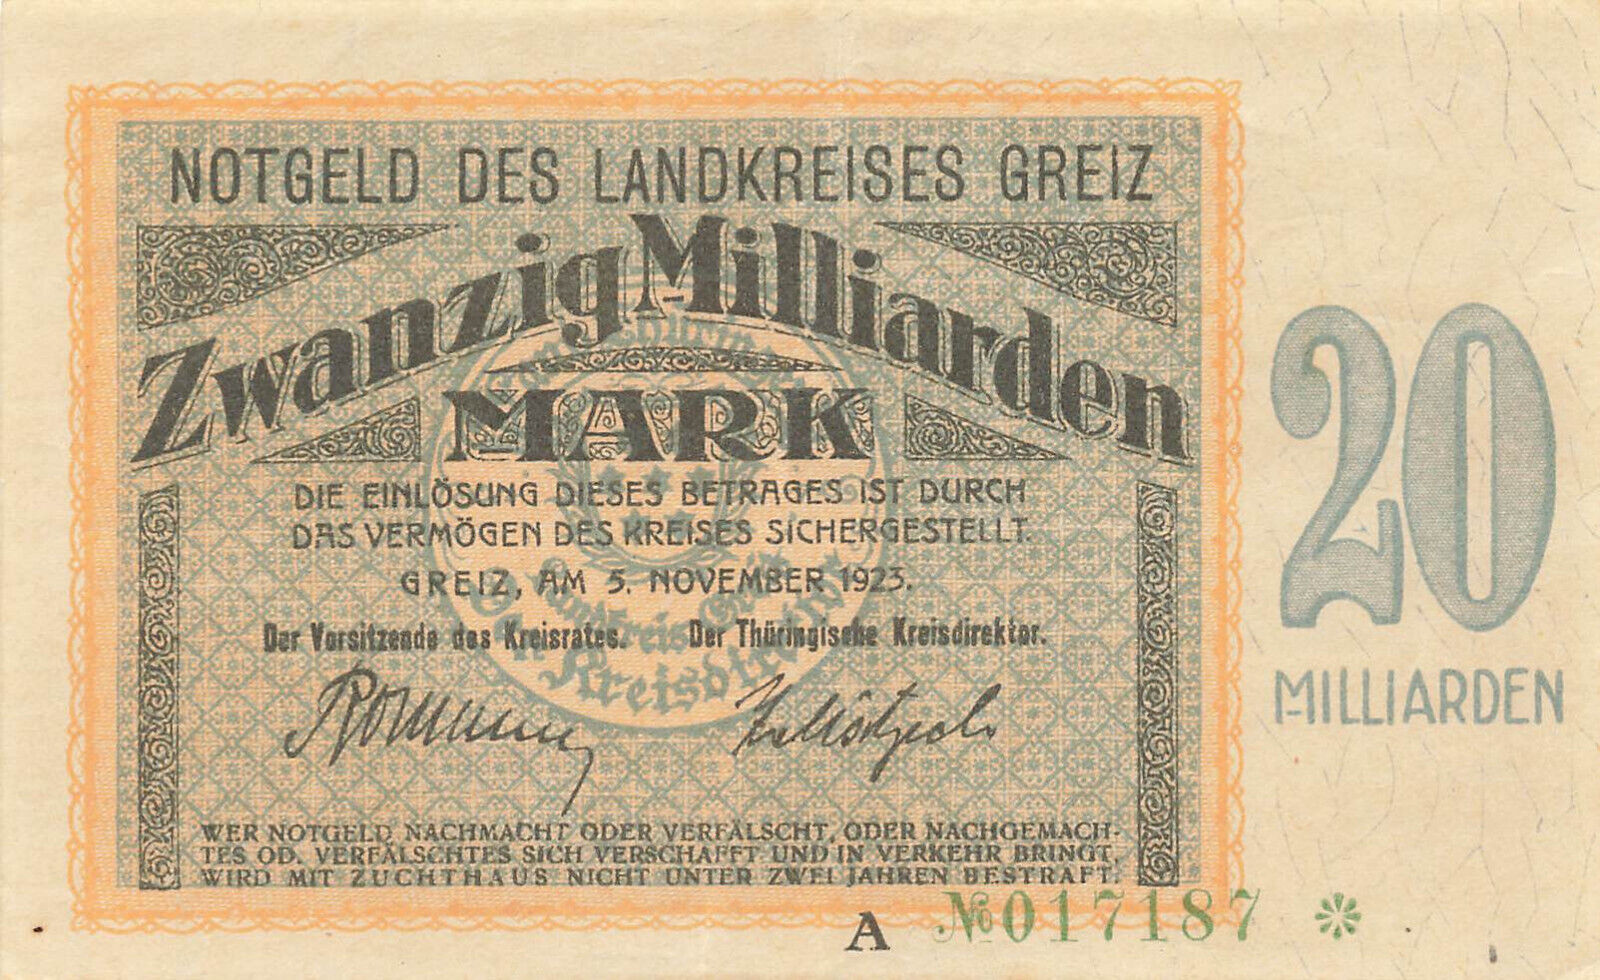 NOTGELD DES LANDKREISES GREIZ
Zwanzig Milliarden
MARK
DIE EINLÖSUNG DIESES BETRAGES IST DURCH
DAS VERMÖGEN DES KREISES SICHERGESTELLT.
GREIZ, AM 5. NOVEMBER 1923.
Der Vorsitzende des Kreisrates. Der Thüringische Kreisdirektor.
WER NOTGELD NACHMACHT ODER VERFÄLSCHT, ODER NACHGEMACH-
TES OD. VERFÄLSCHTES SICH VERSCHAFFT UND IN VERKEHR BRINGT,
WIRD MIT ZUCHTHAUS NICHT UNTER ZWEI JAHREN BESTRAFT.
A № 017187 *
20
MILLIARDEN